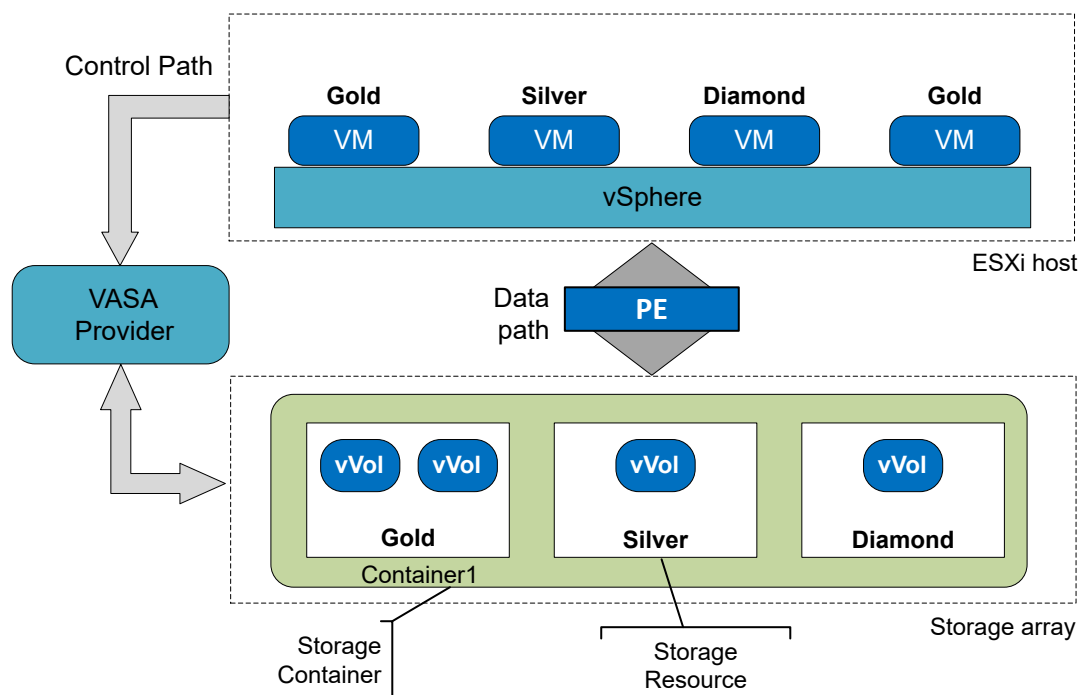 Control Path
Gold Silver Diamond Gold
VM VM VM VM
vSphere
ESXi host
VASA
Provider
Data
path
PE
vVol vVol vVol vVol
Gold Silver Diamond
Container1
Storage array
Storage
Container
Storage
Resource